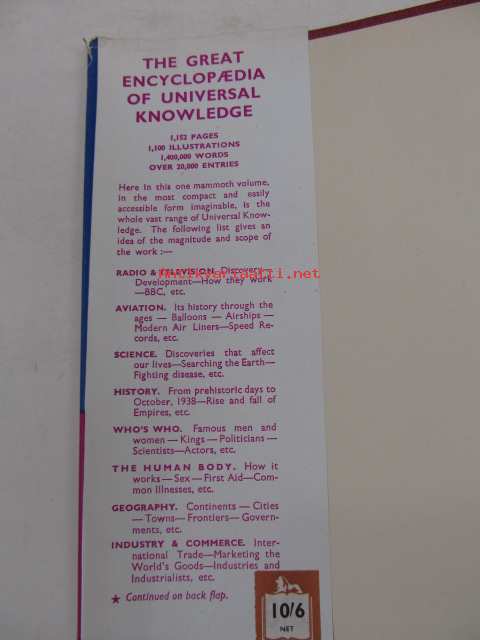 THE GREAT
ENCYCLOPÆDIA
OF UNIVERSAL
KNOWLEDGE
1,152 PAGES
1,100 ILLUSTRATIONS
1,400,000 WORDS
OVER 20,000 ENTRIES
Here in this one mammoth volume,
in the most compact and easily
accessible form imaginable, is the
whole vast range of Universal Know-
ledge. The following list gives an
idea of the magnitude and scope of
the work :—
RADIO & TELEVISION. Discovery—
Development—How they work
—BBC, etc.
AVIATION. Its history through the
ages — Balloons — Airships —
Modern Air Liners—Speed Re-
cords, etc.
SCIENCE. Discoveries that affect
our lives—Searching the Earth—
Fighting disease, etc.
HISTORY. From prehistoric days to
October, 1938—Rise and fall of
Empires, etc.
WHO'S WHO. Famous men and
women — Kings — Politicians —
Scientists—Actors, etc.
THE HUMAN BODY. How it
works — Sex — First Aid—Com-
mon Illnesses, etc.
GEOGRAPHY. Continents — Cities
— Towns— Frontiers— Govern-
ments, etc.
INDUSTRY & COMMERCE. Inter-
national Trade—Marketing the
World's Goods—Industries and
Industrialists, etc.
★ Continued on back flap.
10/6
NET